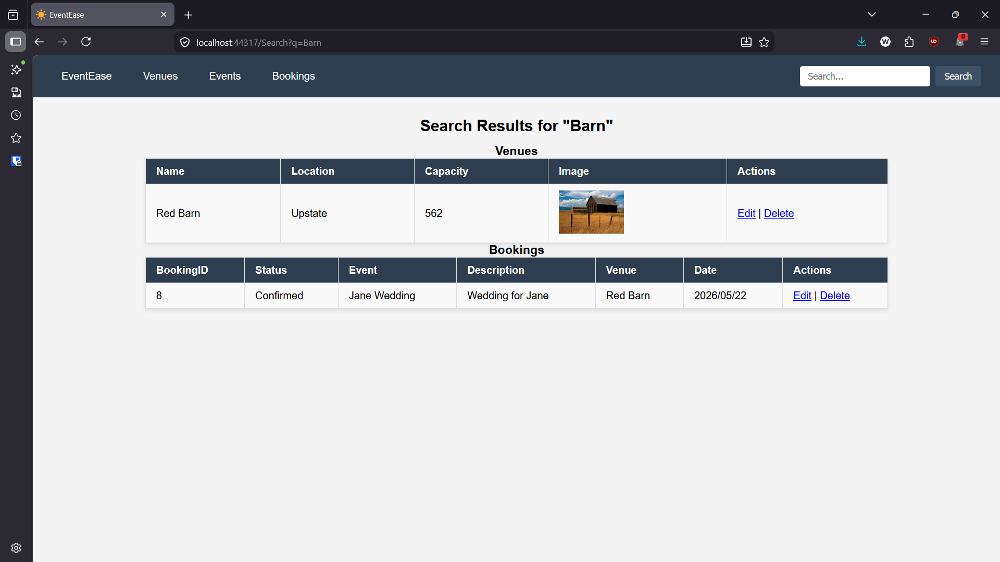 EventEase
localhost:44317/Search?q=Barn
W
0
EventEase Venues Events Bookings Search... Search
Search Results for "Barn"
Venues
Name Location Capacity Image Actions
Red Barn Upstate 562 Edit | Delete
Bookings
BookingID Status Event Description Venue Date Actions
8 Confirmed Jane Wedding Wedding for Jane Red Barn 2026/05/22 Edit | Delete